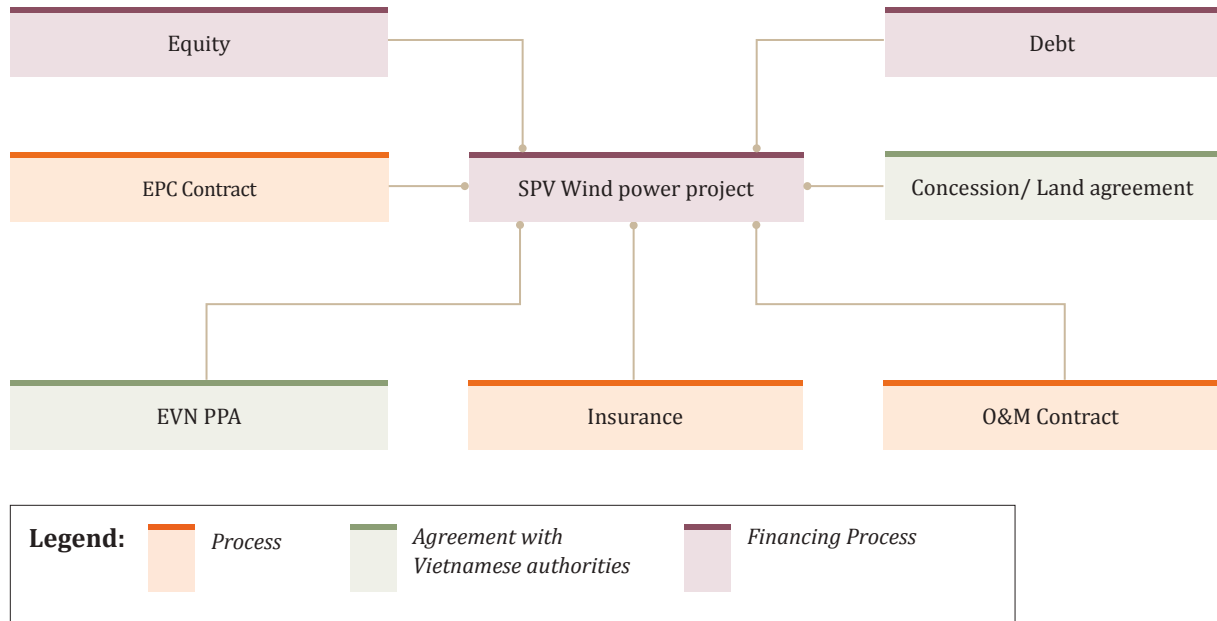 Equity
Debt
EPC Contract
SPV Wind power project
Concession/ Land agreement
EVN PPA
Insurance
O&M Contract
Legend:
Process
Agreement with
Vietnamese authorities
Financing Process